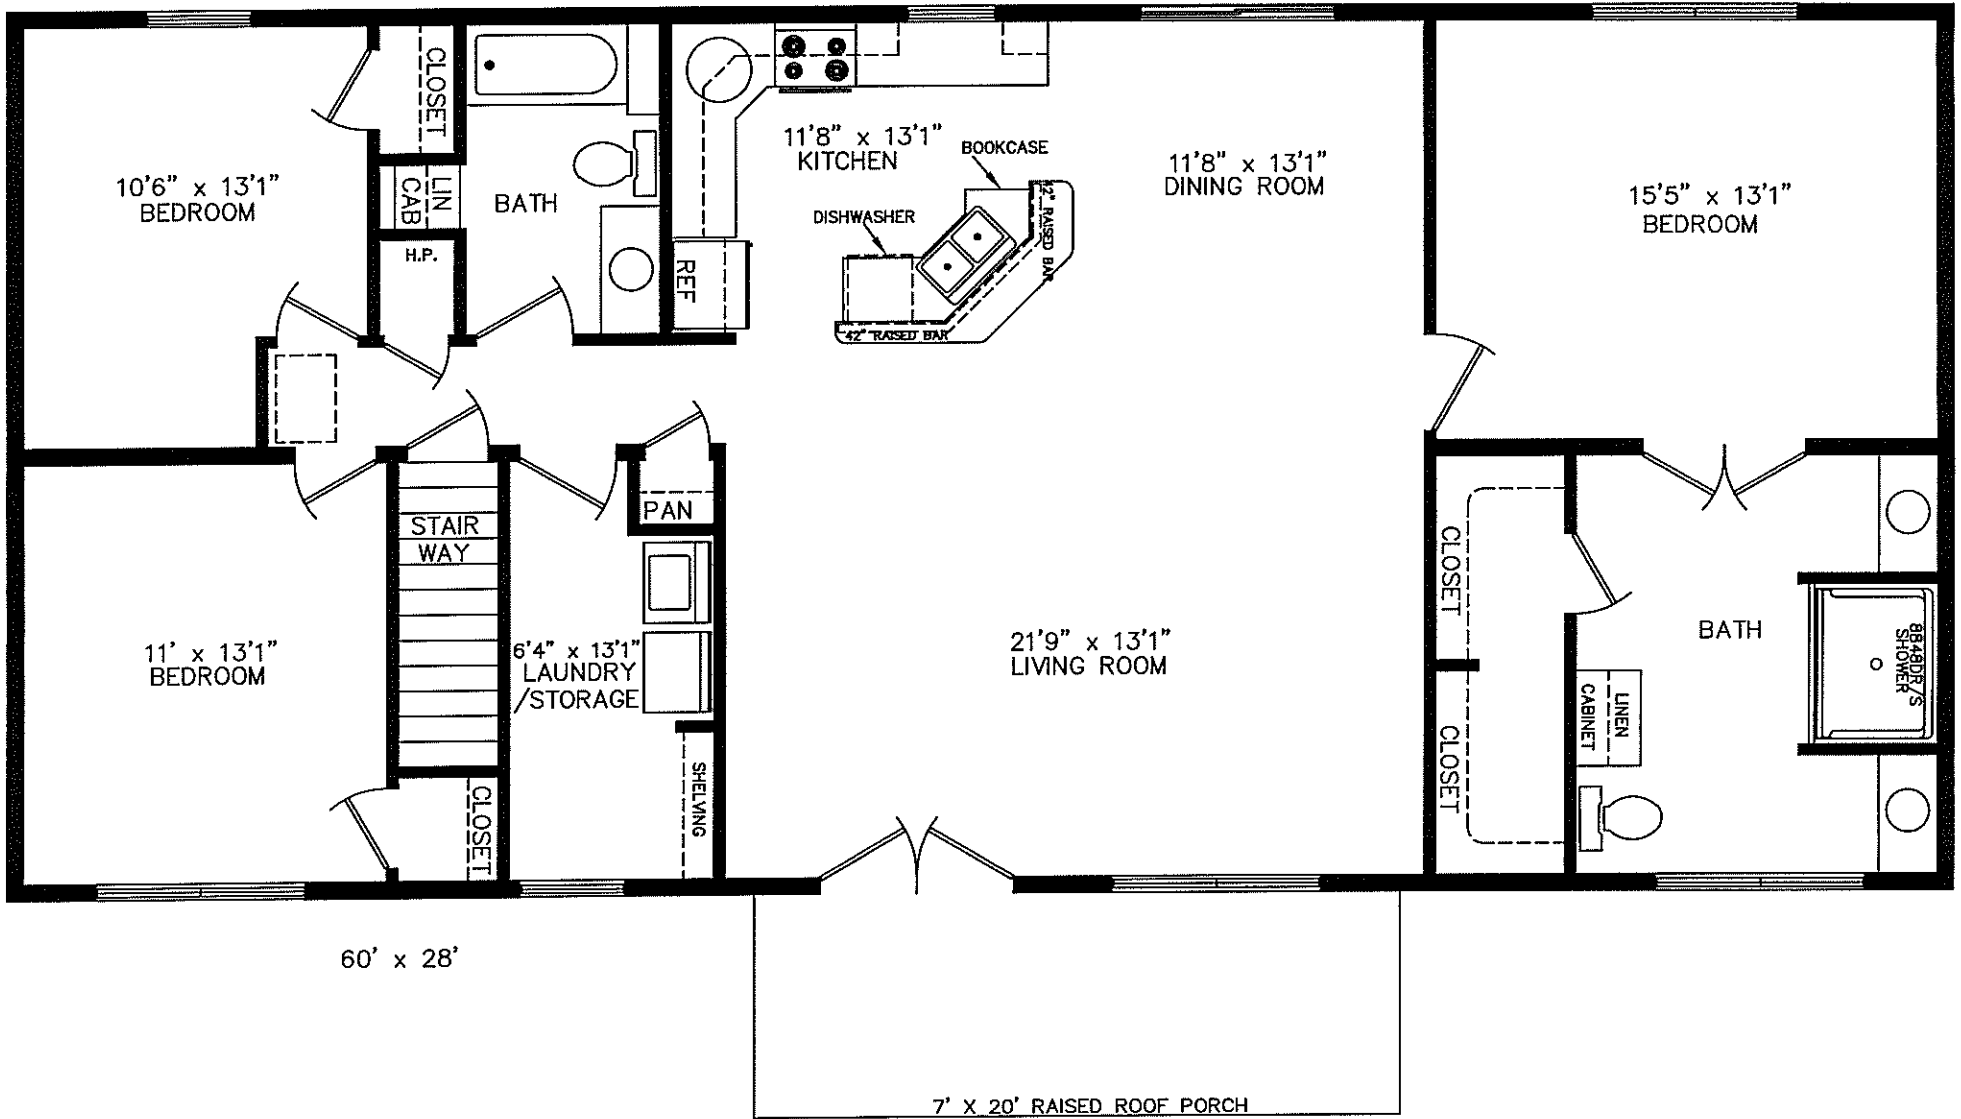 10'6" x 13'1"
BEDROOM
CLOSET
LIN
CAB
H.P.
BATH
REF
11'8" x 13'1"
KITCHEN
BOOKCASE
DISHWASHER
42" RAISED BAR
42" RAISED BAR
11'8" x 13'1"
DINING ROOM
15'5" x 13'1"
BEDROOM
11' x 13'1"
BEDROOM
STAIR
WAY
CLOSET
PAN
6'4" x 13'1"
LAUNDRY
/STORAGE
SHELVING
21'9" x 13'1"
LIVING ROOM
CLOSET
CLOSET
BATH
LINEN
CABINET
8848DR/S
SHOWER
60' x 28'
7' X 20' RAISED ROOF PORCH